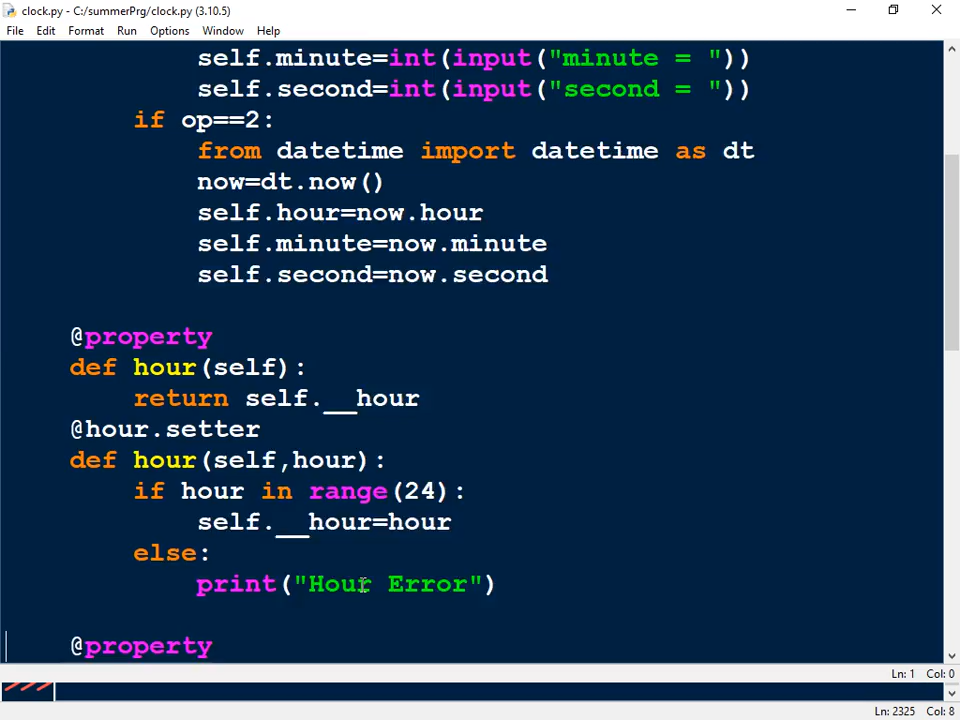 clock.py - C:/summerPrg/clock.py (3.10.5)
File Edit Format Run Options Window Help
self.minute=int(input("minute = "))
self.second=int(input("second = "))
if op==2:
from datetime import datetime as dt
now=dt.now()
self.hour=now.hour
self.minute=now.minute
self.second=now.second
@property
def hour(self):
return self.__hour
@hour.setter
def hour(self,hour):
if hour in range(24):
self.__hour=hour
else:
print("Hour Error")
@property
Ln: 1 Col: 0
Ln: 2325 Col: 8